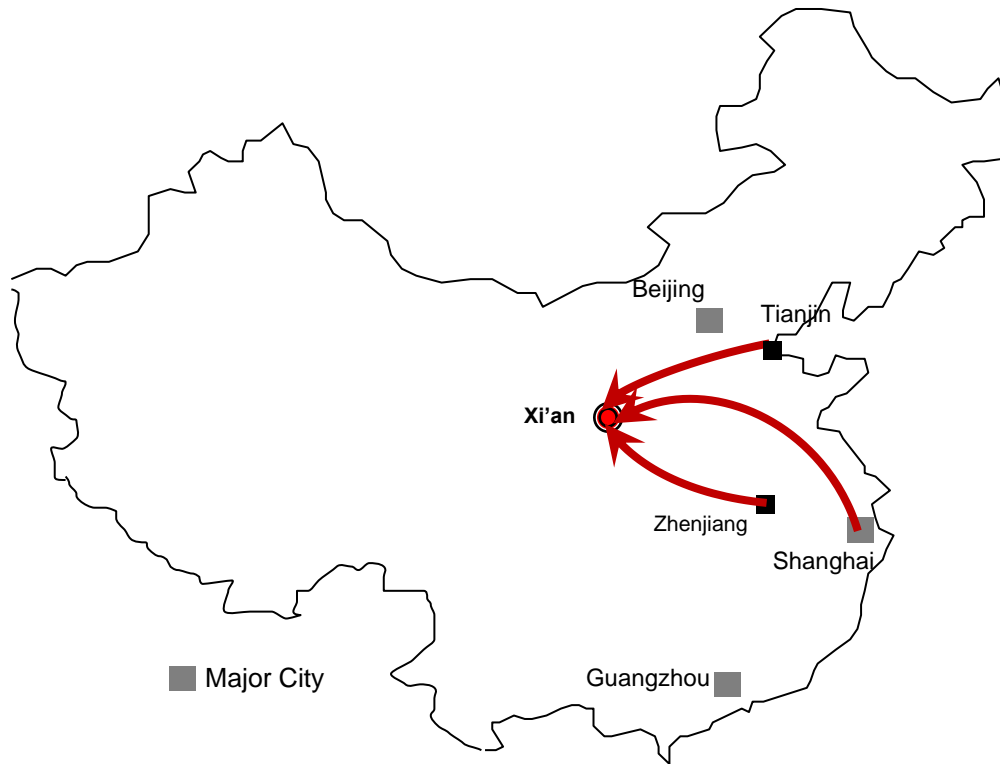 Beijing
Tianjin
Xi’an
Zhenjiang
Shanghai
Guangzhou
Major City